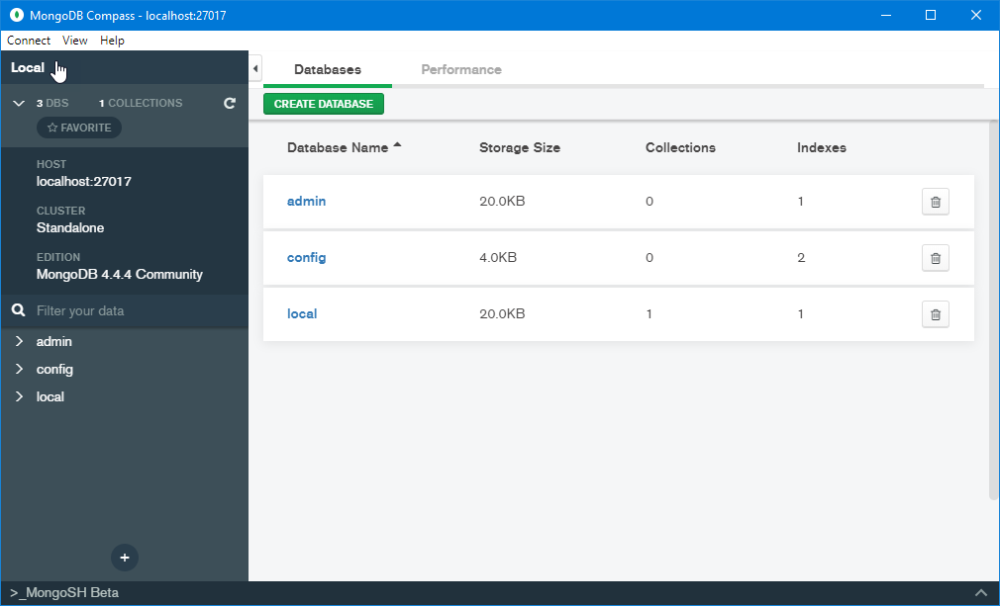 MongoDB Compass - localhost:27017
Connect View Help
Local
3 DBS 1 COLLECTIONS
FAVORITE
HOST
localhost:27017
CLUSTER
Standalone
EDITION
MongoDB 4.4.4 Community
Filter your data
admin
config
local
Databases Performance
CREATE DATABASE
Database Name Storage Size Collections Indexes
admin 20.0KB 0 1
config 4.0KB 0 2
local 20.0KB 1 1
>_MongoSH Beta